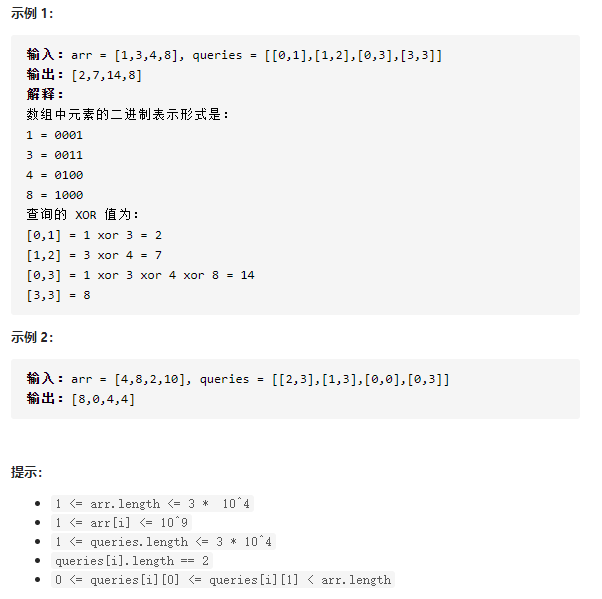 示例 1：
输入：arr = [1,3,4,8], queries = [[0,1],[1,2],[0,3],[3,3]]
输出：[2,7,14,8]
解释：
数组中元素的二进制表示形式是：
1 = 0001
3 = 0011
4 = 0100
8 = 1000
查询的 XOR 值为：
[0,1] = 1 xor 3 = 2
[1,2] = 3 xor 4 = 7
[0,3] = 1 xor 3 xor 4 xor 8 = 14
[3,3] = 8
示例 2：
输入：arr = [4,8,2,10], queries = [[2,3],[1,3],[0,0],[0,3]]
输出：[8,0,4,4]
提示：
1 <= arr.length <= 3 * 10^4
1 <= arr[i] <= 10^9
1 <= queries.length <= 3 * 10^4
queries[i].length == 2
0 <= queries[i][0] <= queries[i][1] < arr.length